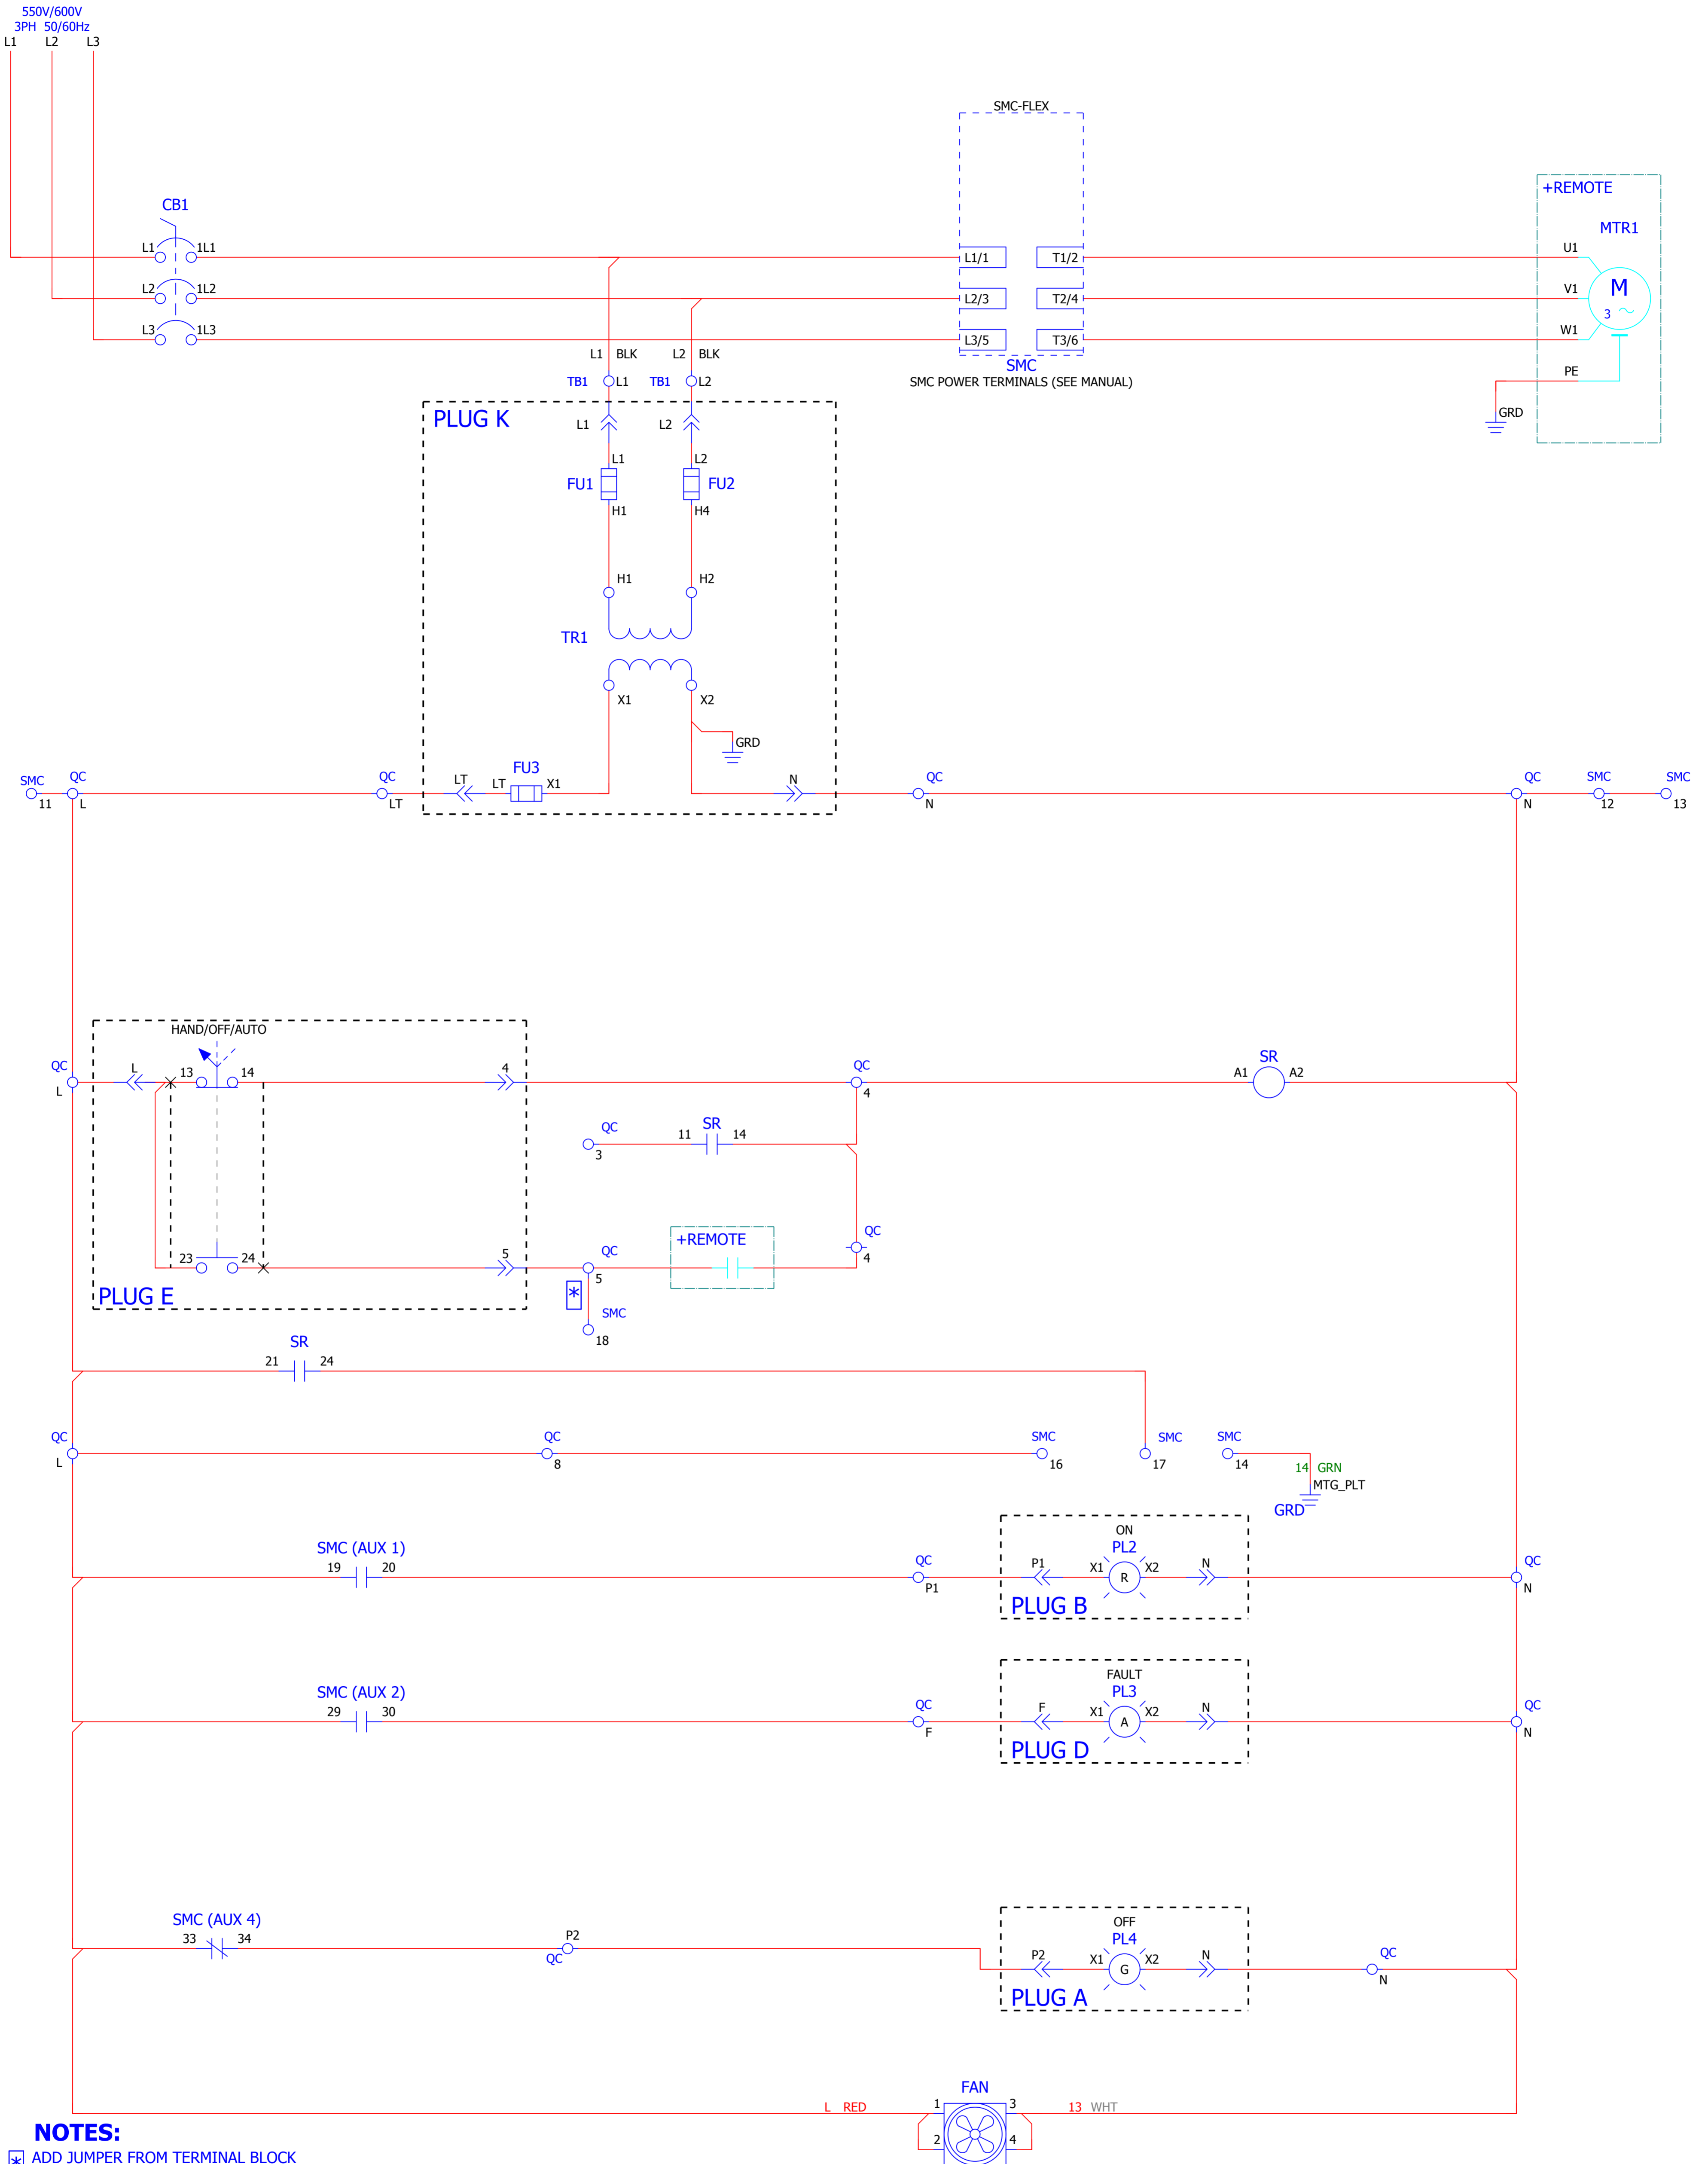 550V/600V
3PH 50/60Hz
L1 L2 L3
SMC-FLEX
+REMOTE
CB1
MTR1
L1 1L1 L1/1 T1/2 U1
L2 1L2 L2/3 T2/4 V1
M
3
L3 1L3 L3/5 T3/6 W1
L1 BLK L2 BLK
SMC
SMC POWER TERMINALS (SEE MANUAL)
PE
TB1 L1 TB1 L2
GRD
PLUG K
L1 L2
L1 L2
FU1 FU2
H1 H4
H1 H2
TR1
X1 X2
GRD
FU3
SMC QC QC LT LT X1 N QC QC SMC SMC
11 L LT N N 12 13
HAND/OFF/AUTO
QC L 13 14 4 QC A1 SR A2
L 4
QC 11 SR 14
3
QC
4
+REMOTE
23 24 5 QC
5
*
PLUG E
SMC
18
SR
21 24
QC QC SMC SMC SMC
L 8 16 17 14
14 GRN
MTG_PLT
GRD
ON
SMC (AUX 1) PL2
19 20 QC P1 X1 R X2 N QC
P1 N
PLUG B
FAULT
SMC (AUX 2) PL3
29 30 QC F X1 A X2 N QC
F N
PLUG D
SMC (AUX 4) OFF
33 34 P2 PL4
QC P2 X1 G X2 N QC
N
PLUG A
FAN
L RED 1 3 13 WHT
2 4
NOTES:
* ADD JUMPER FROM TERMINAL BLOCK